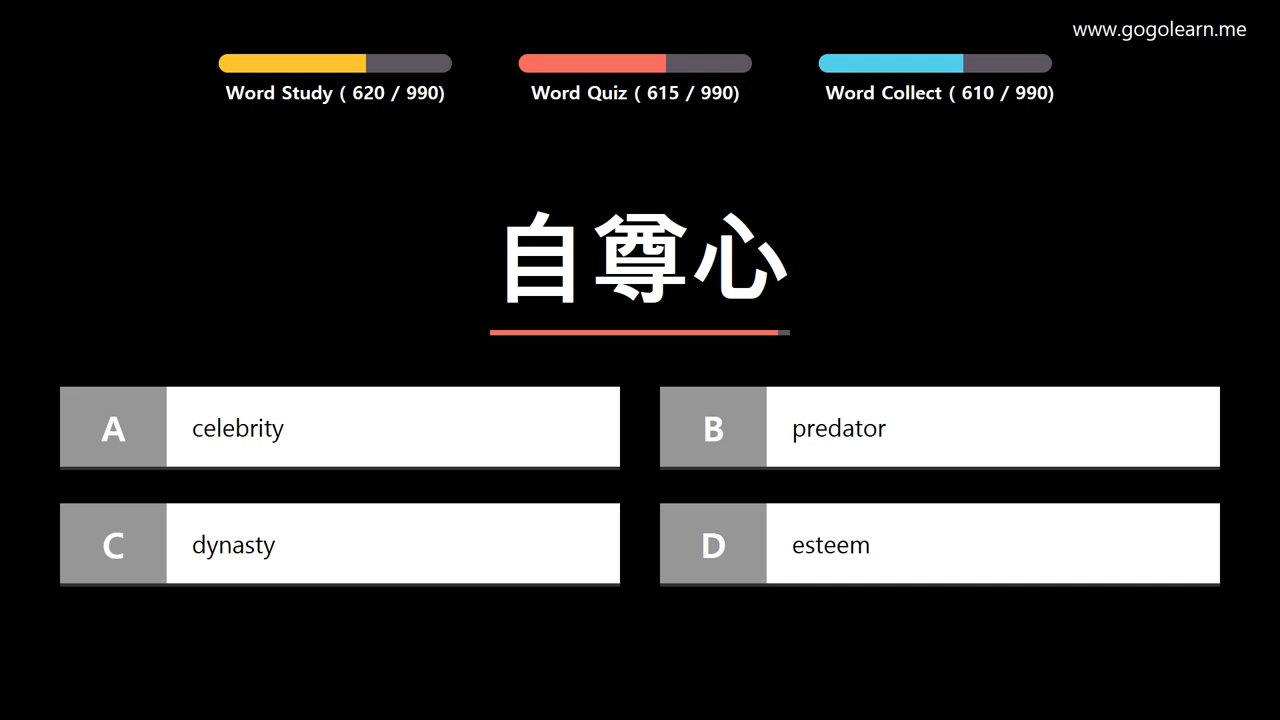 www.gogolearn.me
Word Study ( 620 / 990)
Word Quiz ( 615 / 990)
Word Collect ( 610 / 990)
自尊心
A
celebrity
B
predator
C
dynasty
D
esteem